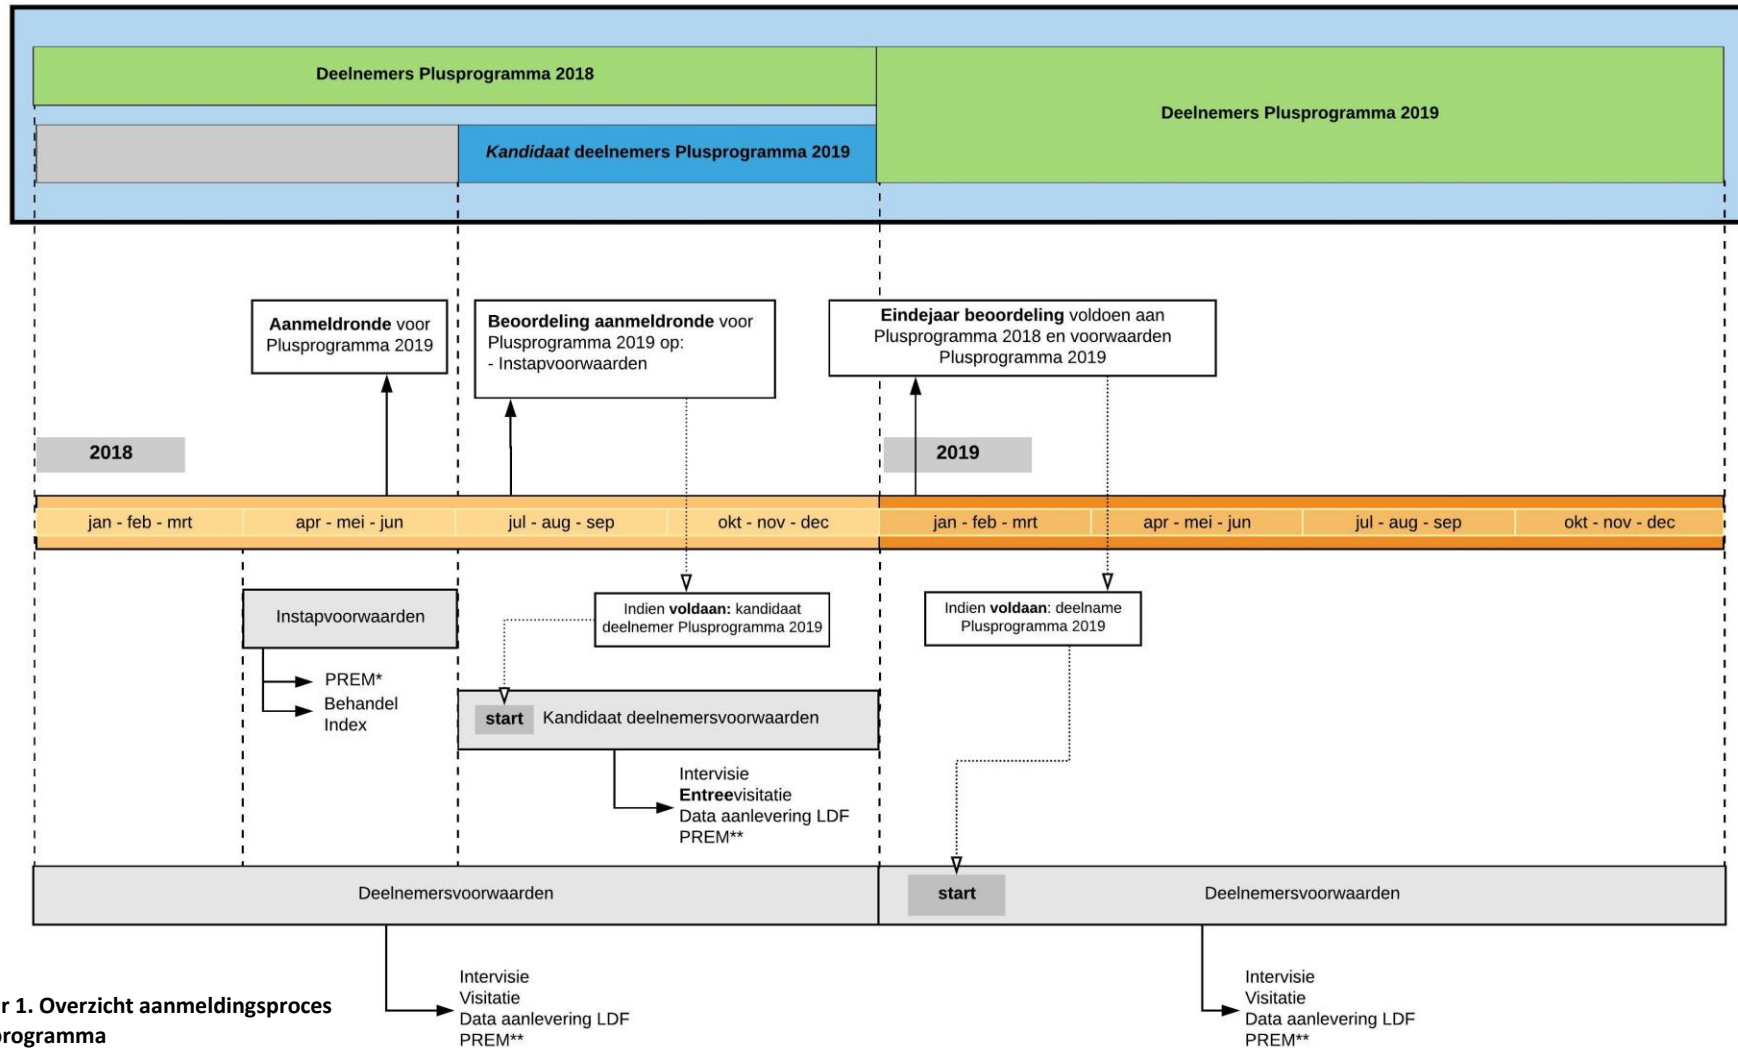 Deelnemers Plusprogramma 2018
Deelnemers Plusprogramma 2019
Kandidaat deelnemers Plusprogramma 2019
Aanmeldronde voor
Plusprogramma 2019
Beoordeling aanmeldronde voor
Plusprogramma 2019 op:
- Instapvoorwaarden
Eindejaar beoordeling voldoen aan
Plusprogramma 2018 en voorwaarden
Plusprogramma 2019
2018
2019
jan - feb - mrt
apr - mei - jun
jul - aug - sep
okt - nov - dec
jan - feb - mrt
apr - mei - jun
jul - aug - sep
okt - nov - dec
Instapvoorwaarden
Indien voldaan: kandidaat
deelnemer Plusprogramma 2019
Indien voldaan: deelname
Plusprogramma 2019
PREM*
Behandel
Index
start
Kandidaat deelnemersvoorwaarden
Intervisie
Entreevisitatie
Data aanlevering LDF
PREM**
Deelnemersvoorwaarden
start
Deelnemersvoorwaarden
Intervisie
Visitatie
Data aanlevering LDF
PREM**
Intervisie
Visitatie
Data aanlevering LDF
PREM**
r 1. Overzicht aanmeldingsproces
programma